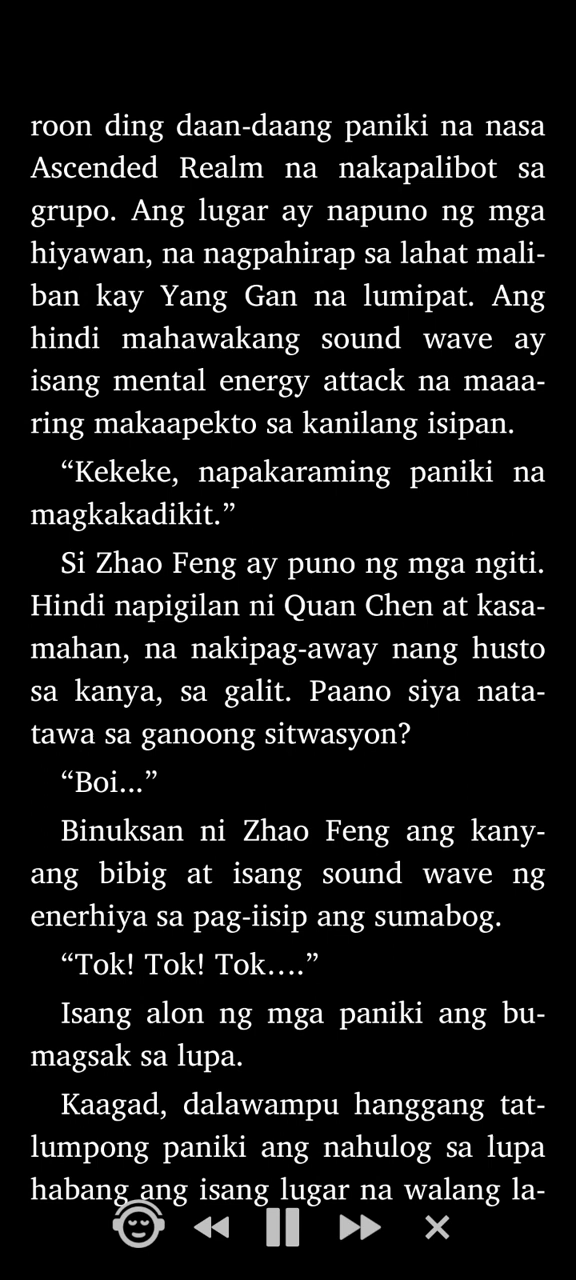 roon ding daan-daang paniki na nasa
Ascended Realm na nakapalibot sa
grupo. Ang lugar ay napuno ng mga
hiyawan, na nagpahirap sa lahat mali-
ban kay Yang Gan na lumipat. Ang
hindi mahawakang sound wave ay
isang mental energy attack na maaa-
ring makaapekto sa kanilang isipan.
“Kekeke, napakaraming paniki na
magkakadikit.”
Si Zhao Feng ay puno ng mga ngiti.
Hindi napigilan ni Quan Chen at kasa-
mahan, na nakipag-away nang husto
sa kanya, sa galit. Paano siya nata-
tawa sa ganoong sitwasyon?
“Boi...”
Binuksan ni Zhao Feng ang kany-
ang bibig at isang sound wave ng
enerhiya sa pag-iisip ang sumabog.
“Tok! Tok! Tok….”
Isang alon ng mga paniki ang bu-
magsak sa lupa.
Kaagad, dalawampu hanggang tat-
lumpong paniki ang nahulog sa lupa
habang ang isang lugar na walang la-